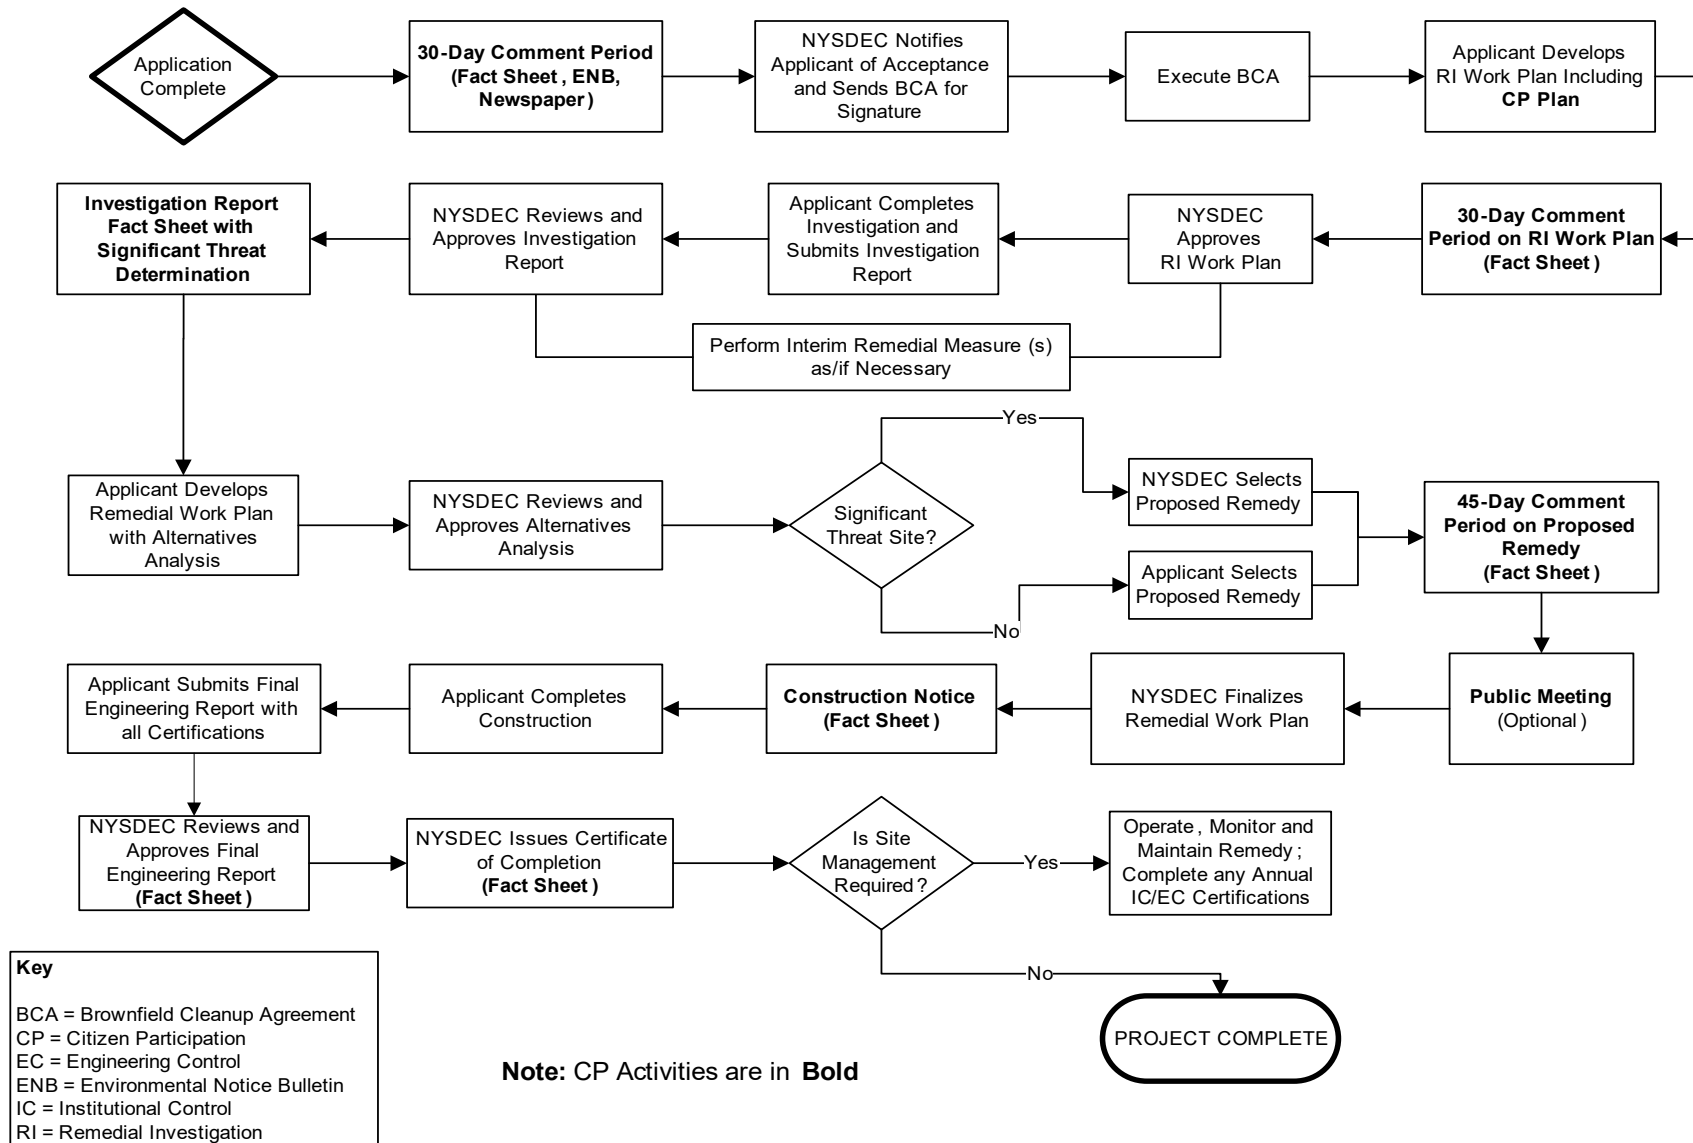 Application
Complete
30-Day Comment Period
(Fact Sheet, ENB,
Newspaper)
NYSDEC Notifies
Applicant of Acceptance
and Sends BCA for
Signature
Execute BCA
Applicant Develops
RI Work Plan Including
CP Plan
30-Day Comment
Period on RI Work Plan
(Fact Sheet)
NYSDEC
Approves
RI Work Plan
Applicant Completes
Investigation and
Submits Investigation
Report
NYSDEC Reviews and
Approves Investigation
Report
Investigation Report
Fact Sheet with
Significant Threat
Determination
Perform Interim Remedial Measure (s)
as/if Necessary
Applicant Develops
Remedial Work Plan
with Alternatives
Analysis
NYSDEC Reviews and
Approves Alternatives
Analysis
Significant
Threat Site?
Yes
No
NYSDEC Selects
Proposed Remedy
Applicant Selects
Proposed Remedy
45-Day Comment
Period on Proposed
Remedy
(Fact Sheet)
Public Meeting
(Optional)
NYSDEC Finalizes
Remedial Work Plan
Construction Notice
(Fact Sheet)
Applicant Completes
Construction
Applicant Submits Final
Engineering Report with
all Certifications
NYSDEC Reviews and
Approves Final
Engineering Report
(Fact Sheet)
NYSDEC Issues Certificate
of Completion
(Fact Sheet)
Is Site
Management
Required?
Yes
Operate, Monitor and
Maintain Remedy;
Complete any Annual
IC/EC Certifications
No
PROJECT COMPLETE
Key
BCA = Brownfield Cleanup Agreement
CP = Citizen Participation
EC = Engineering Control
ENB = Environmental Notice Bulletin
IC = Institutional Control
RI = Remedial Investigation
Note: CP Activities are in Bold